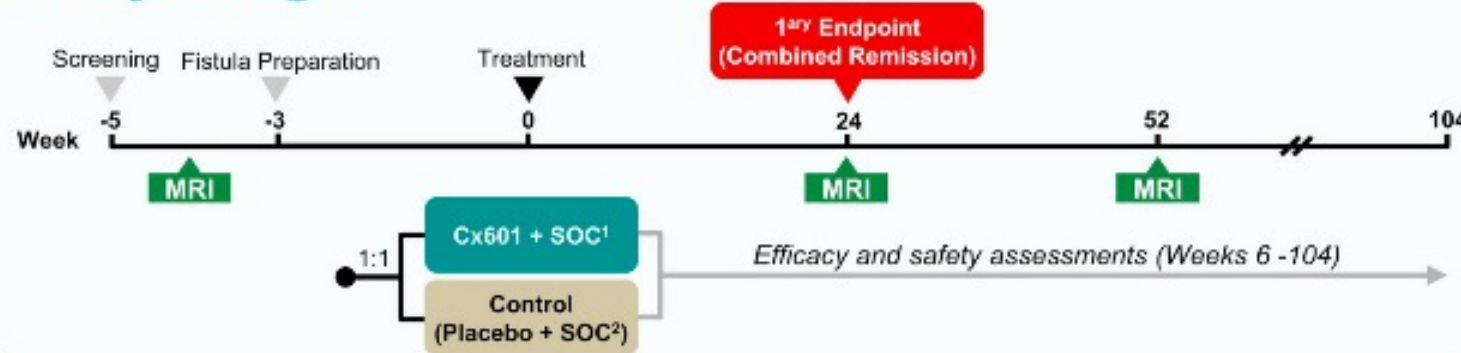 1ary Endpoint
(Combined Remission)
Screening Fistula Preparation Treatment
Week -5 -3 0 24 52 104
MRI MRI MRI
Cx601 + SOC1
1:1
Efficacy and safety assessments (Weeks 6 -104)
Control
(Placebo + SOC2)